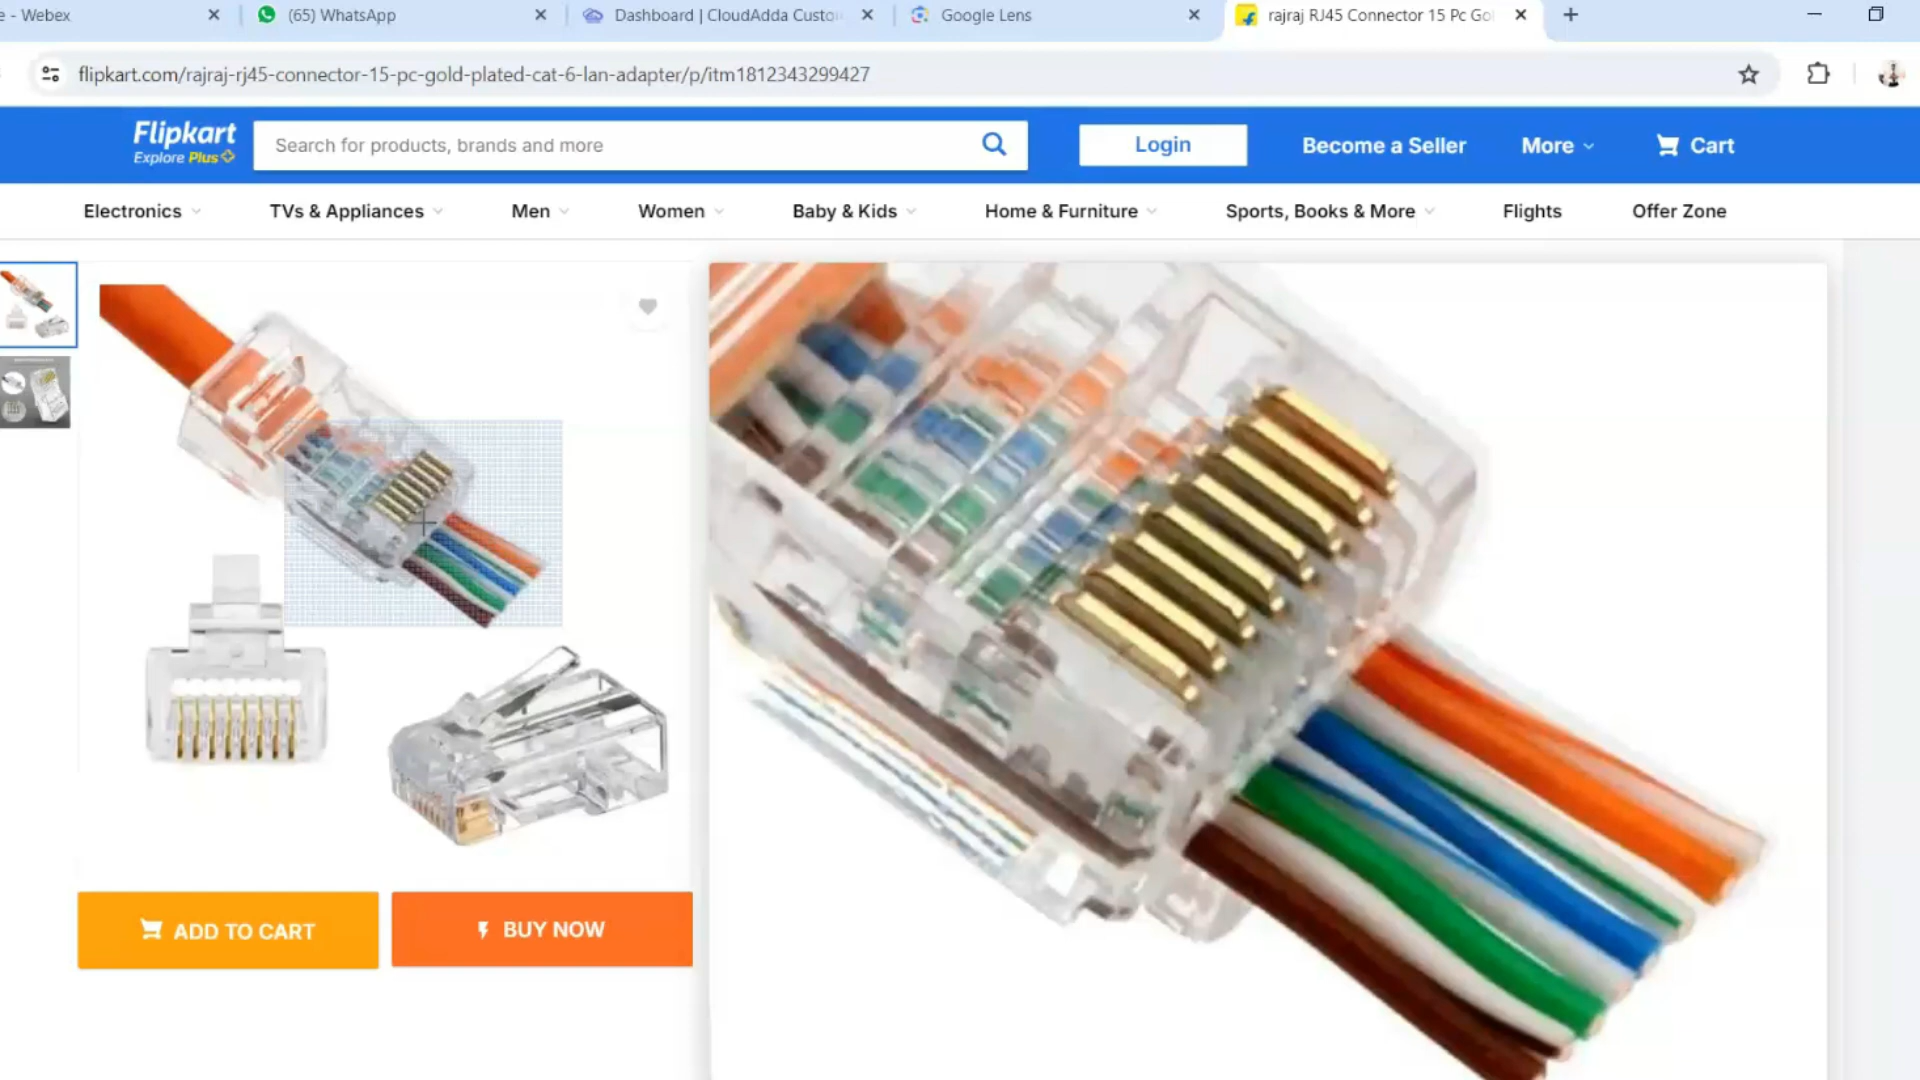 e - Webex
(65) WhatsApp
Dashboard | CloudAdda Custo
Google Lens
rajraj RJ45 Connector 15 Pc Go
flipkart.com/rajraj-rj45-connector-15-pc-gold-plated-cat-6-lan-adapter/p/itm1812343299427
Flipkart
Explore Plus
Search for products, brands and more
Login
Become a Seller
More
Cart
Electronics
TVs & Appliances
Men
Women
Baby & Kids
Home & Furniture
Sports, Books & More
Flights
Offer Zone
ADD TO CART
BUY NOW